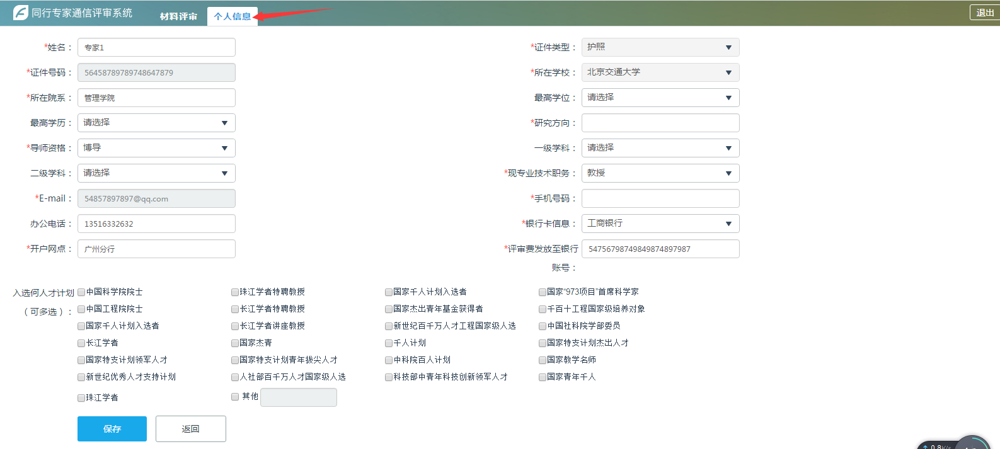 同行专家通信评审系统 材料评审 个人信息 退出
*姓名： 专家1 *证件类型： 护照
*证件号码： 56458789789748647879 *所在学校： 北京交通大学
*所在院系： 管理学院 最高学位： 请选择
最高学历： 请选择 *研究方向：
*导师资格： 博导 一级学科： 请选择
二级学科： 请选择 *现专业技术职务： 教授
*E-mail： 54857897897@qq.com *手机号码：
办公电话： 13516332632 *银行卡信息： 工商银行
*开户网点： 广州分行 *评审费发放至银行 54756798749849874897987
账号：
入选何人才计划 中国科学院院士 珠江学者特聘教授 国家千人计划入选者 国家“973项目”首席科学家
（可多选）： 中国工程院院士 长江学者特聘教授 国家杰出青年基金获得者 千百十工程国家级培养对象
国家千人计划入选者 长江学者讲座教授 新世纪百千万人才工程国家级人选 中国社科院学部委员
长江学者 国家杰青 千人计划 国家特支计划杰出人才
国家特支计划领军人才 国家特支计划青年拔尖人才 中科院百人计划 国家教学名师
新世纪优秀人才支持计划 人社部百千万人才国家级人选 科技部中青年科技创新领军人才 国家青年千人
珠江学者 其他
保存 返回
0.8K/s